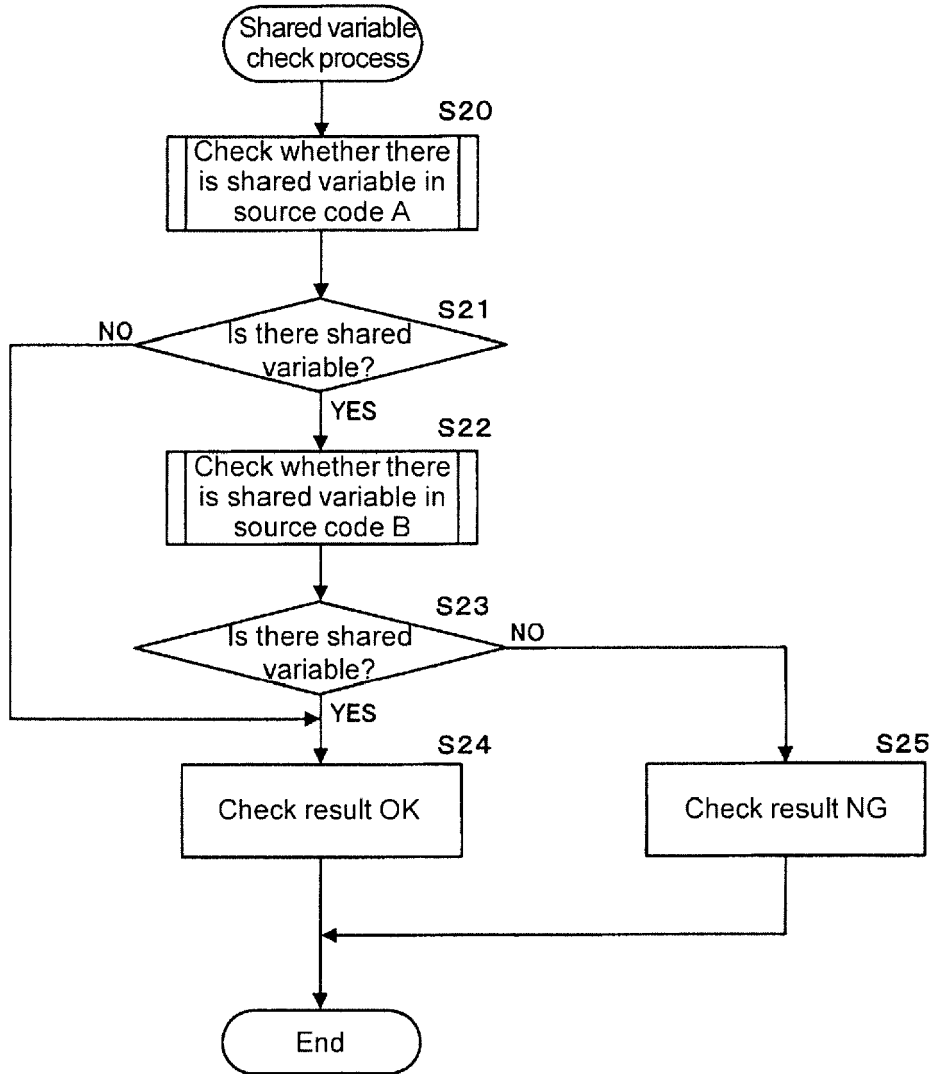 Shared variable
check process
S20
Check whether there
is shared variable in
source code A
S21
NO
Is there shared
variable?
YES
S22
Check whether there
is shared variable in
source code B
S23
Is there shared
variable?
NO
YES
S24
S25
Check result OK
Check result NG
End